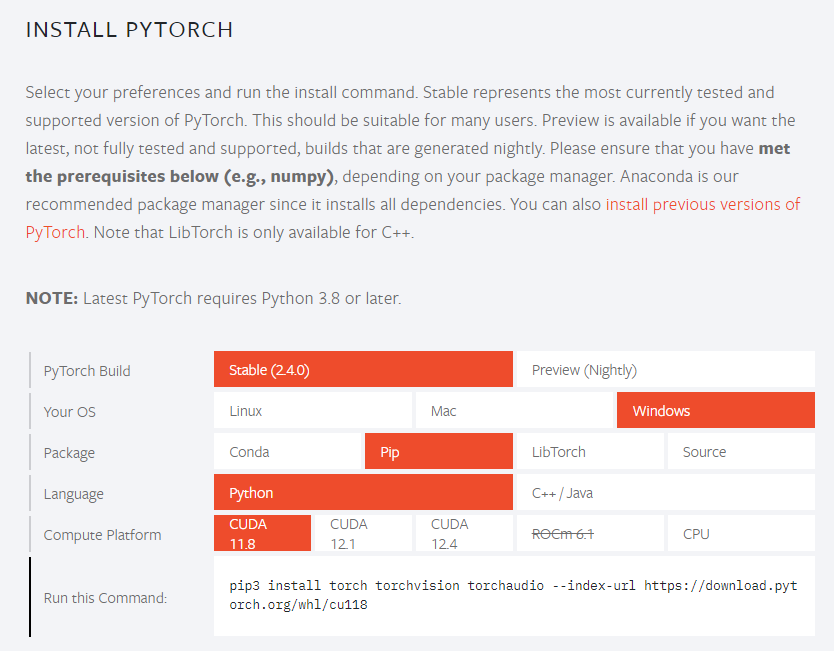 INSTALL PYTORCH
Select your preferences and run the install command. Stable represents the most currently tested and
supported version of PyTorch. This should be suitable for many users. Preview is available if you want the
latest, not fully tested and supported, builds that are generated nightly. Please ensure that you have met
the prerequisites below (e.g., numpy), depending on your package manager. Anaconda is our
recommended package manager since it installs all dependencies. You can also install previous versions of
PyTorch. Note that LibTorch is only available for C++.
NOTE: Latest PyTorch requires Python 3.8 or later.
PyTorch Build Stable (2.4.0) Preview (Nightly)
Your OS Linux Mac Windows
Package Conda Pip LibTorch Source
Language Python C++ / Java
Compute Platform CUDA 11.8 CUDA 12.1 CUDA 12.4 ROCm 6.1 CPU
Run this Command: pip3 install torch torchvision torchaudio --index-url https://download.pyt
orch.org/whl/cu118